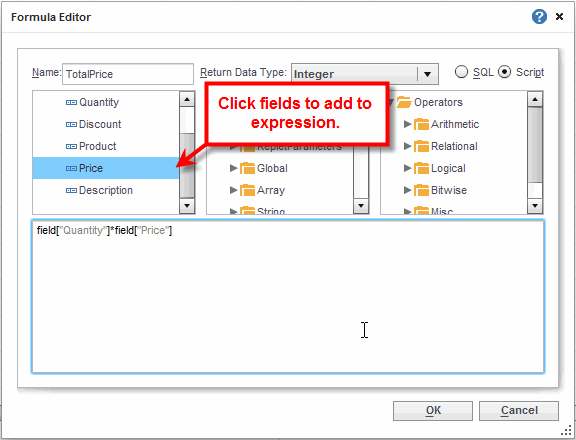 Formula Editor
Name: TotalPrice Return Data Type: Integer SQL Script
Quantity
Discount
Product
Price
Description
Click fields to add to
expression.
Global
Array
String
Operators
Arithmetic
Relational
Logical
Bitwise
Misc
field["Quantity"]*field["Price"]
OK Cancel